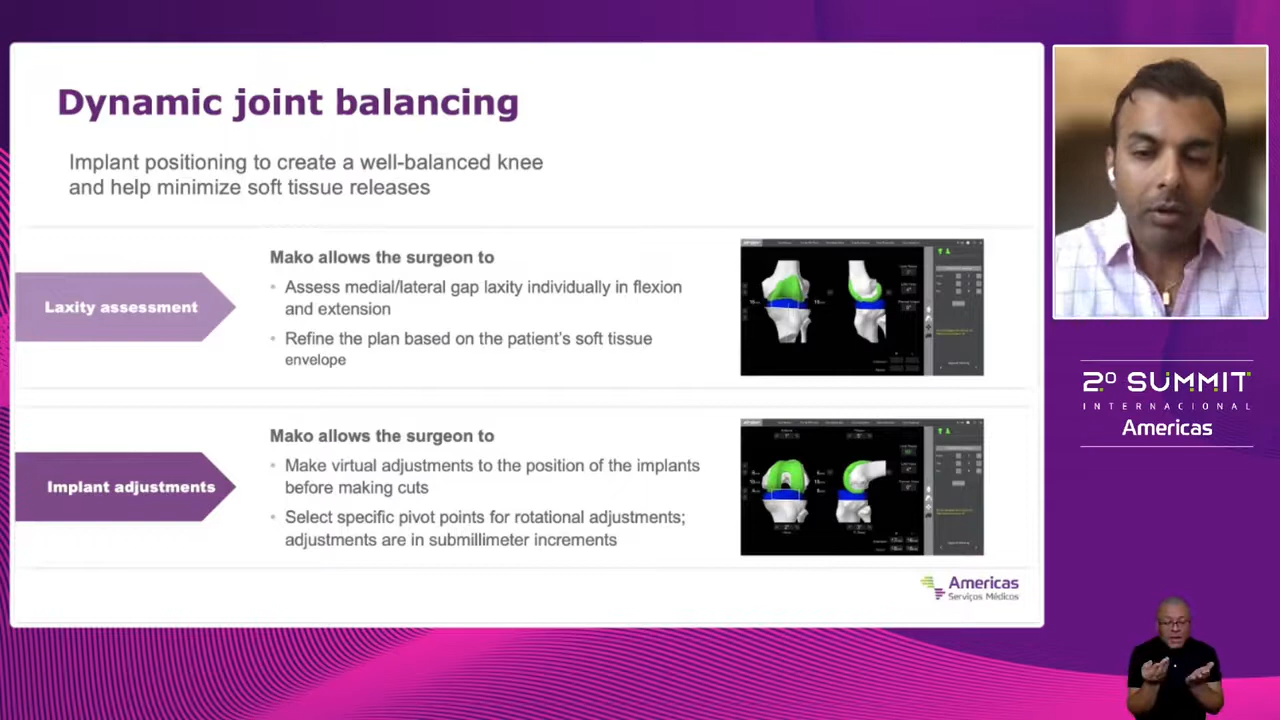 Dynamic joint balancing
Implant positioning to create a well-balanced knee
and help minimize soft tissue releases
Laxity assessment
Mako allows the surgeon to
• Assess medial/lateral gap laxity individually in flexion
and extension
• Refine the plan based on the patient's soft tissue
envelope
Implant adjustments
Mako allows the surgeon to
• Make virtual adjustments to the position of the implants
before making cuts
• Select specific pivot points for rotational adjustments;
adjustments are in submillimeter increments
Americas
Serviços Médicos
2º SUMMIT
INTERNACIONAL
Americas